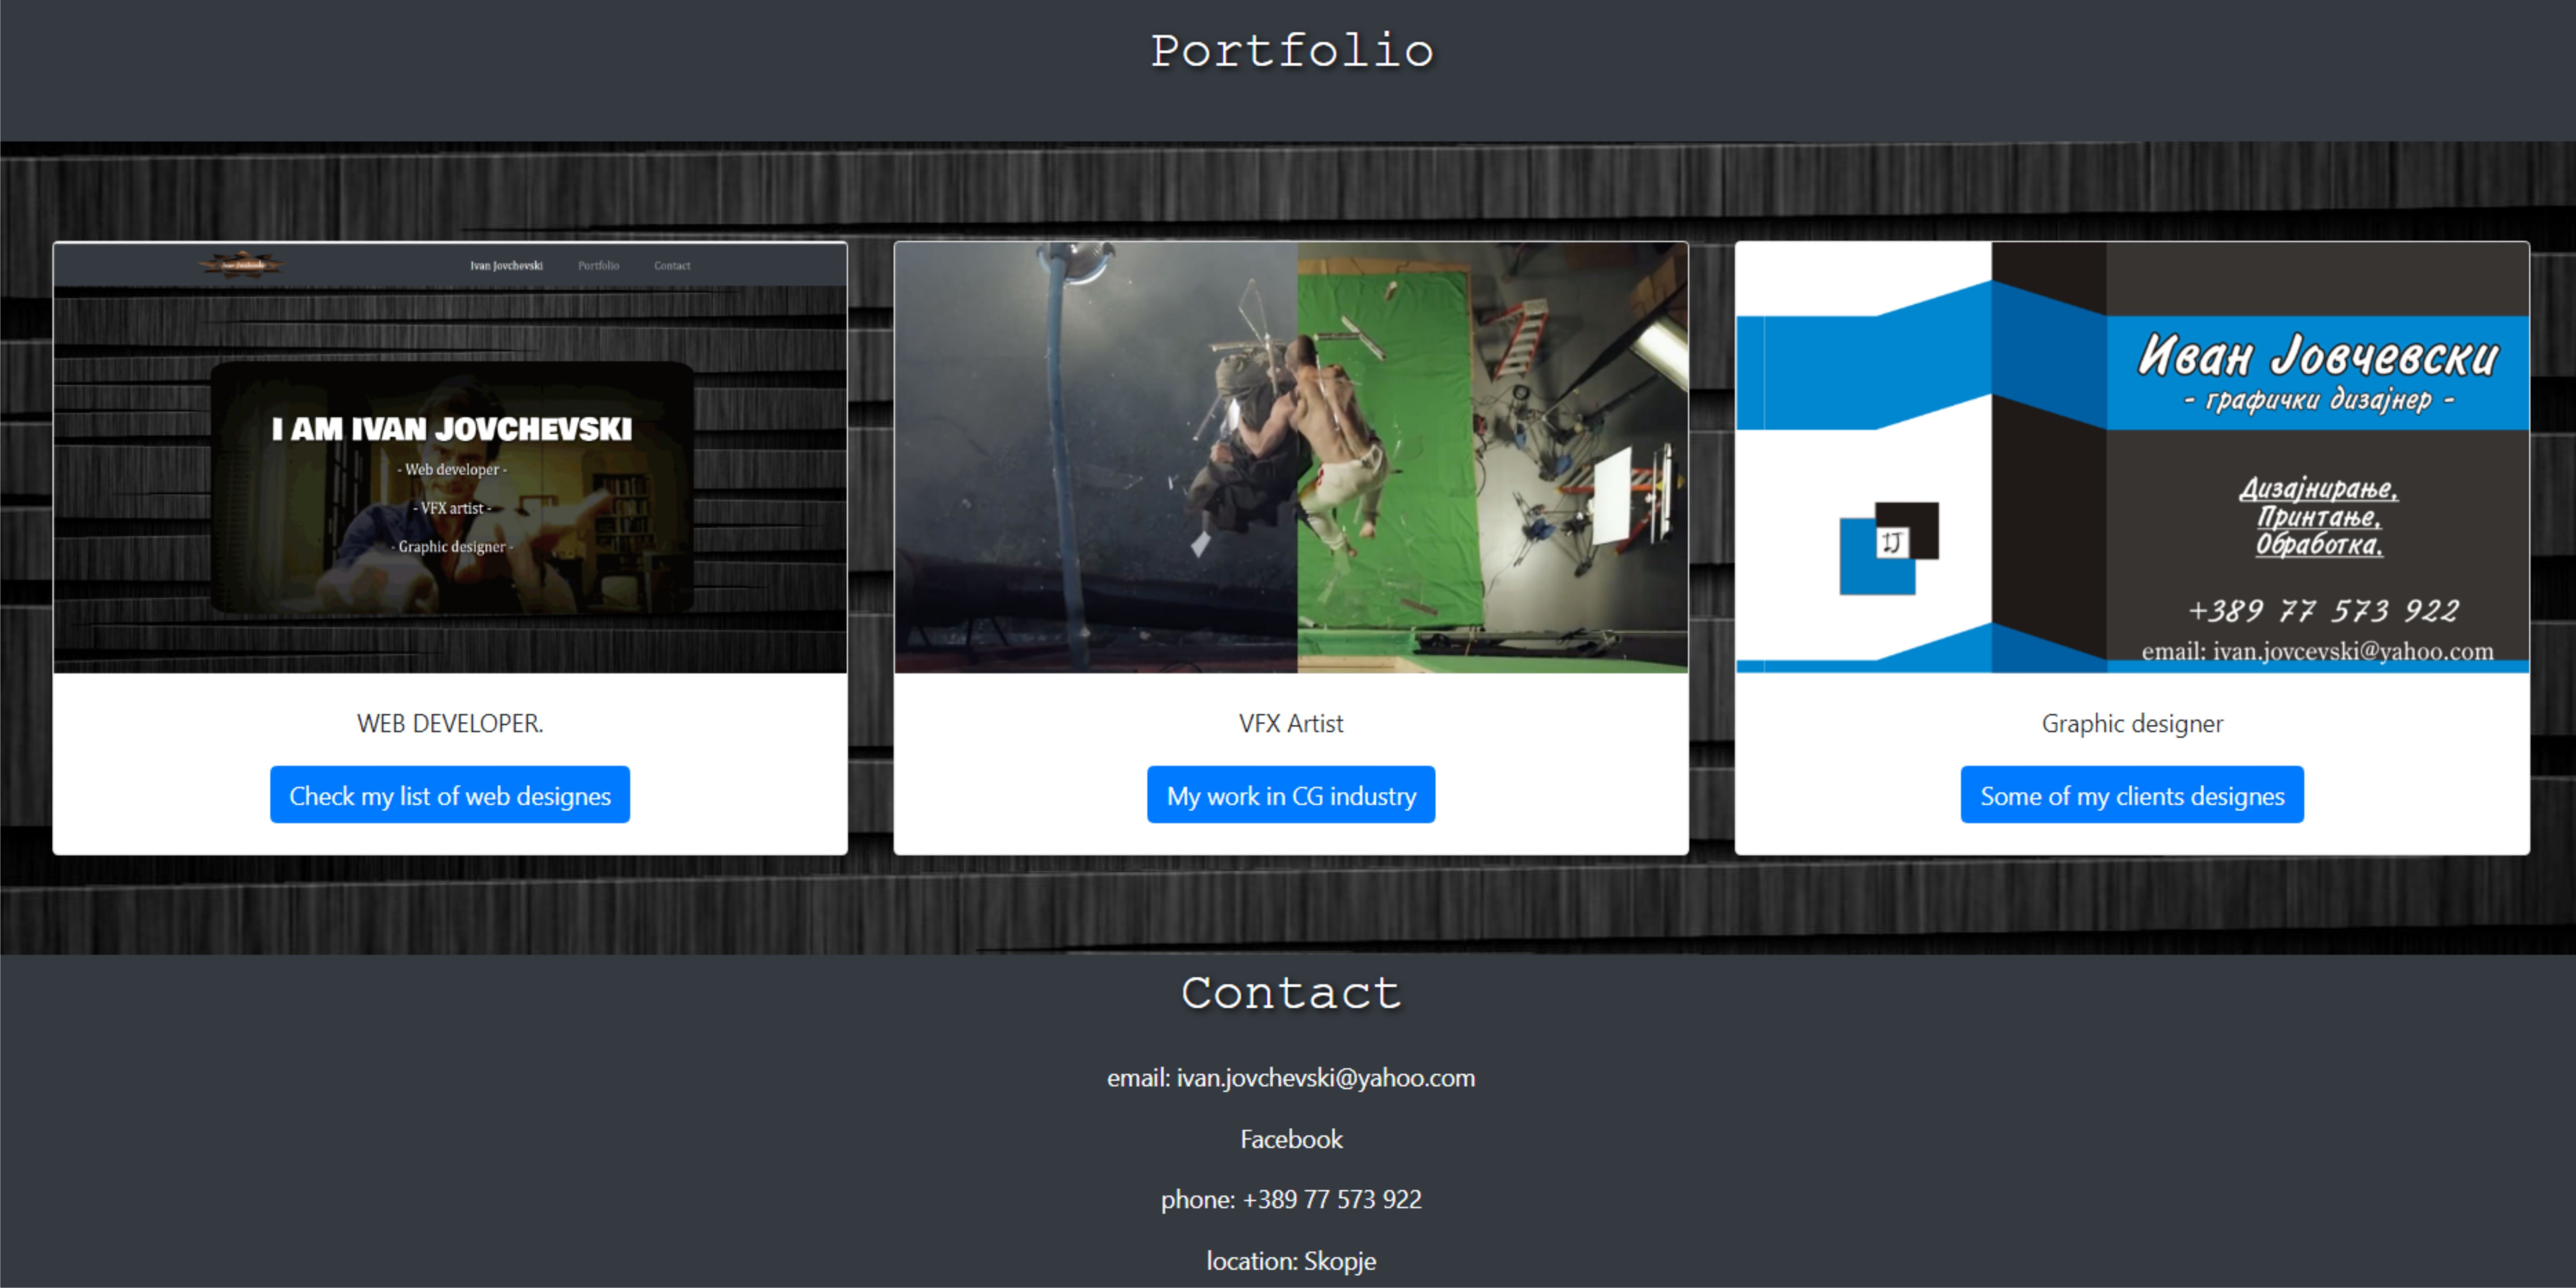 Portfolio
Ivan Jovchevski Portfolio Contact
I AM IVAN JOVCHEVSKI
- Web developer -
- VFX artist -
- Graphic designer -
WEB DEVELOPER.
Check my list of web designes
VFX Artist
My work in CG industry
Иван Јовчевски
- графички дизајнер -
Дизајнирање,
Принтање,
Обработка.
IJ
+389 77 573 922
email: ivan.jovcevski@yahoo.com
Graphic designer
Some of my clients designes
Contact
email: ivan.jovchevski@yahoo.com
Facebook
phone: +389 77 573 922
location: Skopje